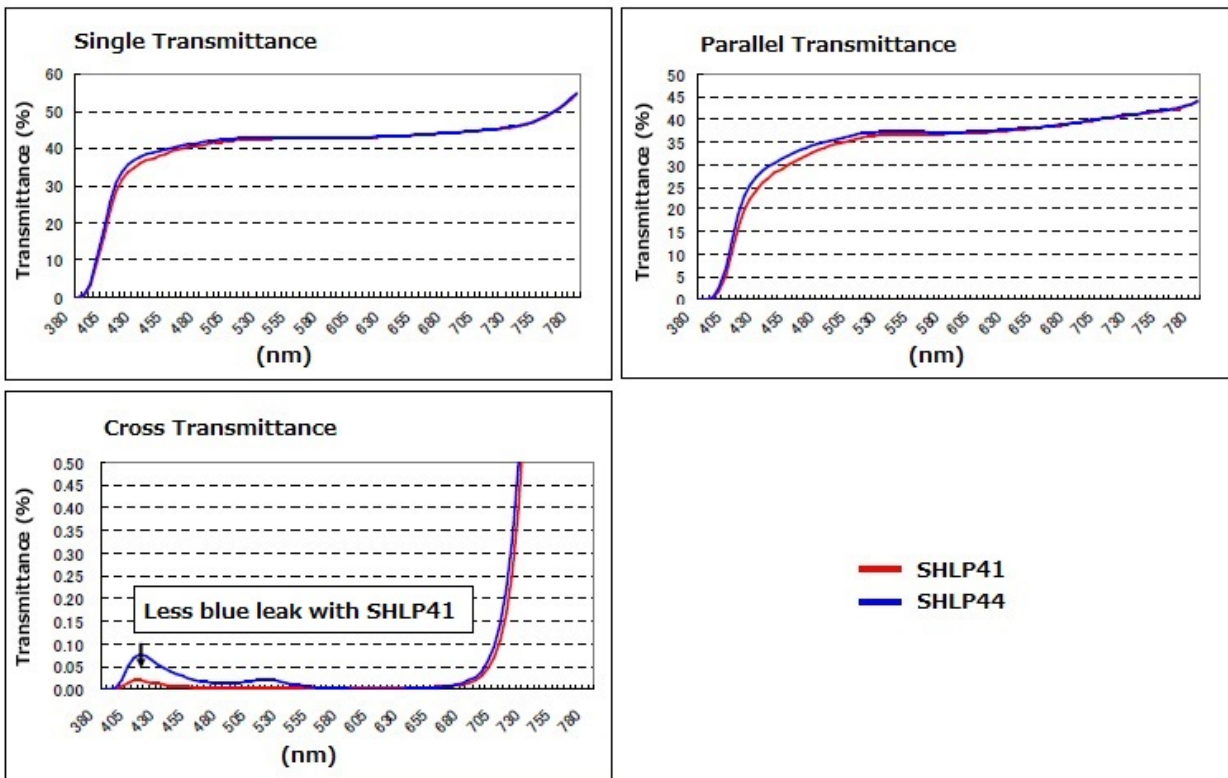 Single Transmittance
Transmittance (%)
60
50
40
30
20
10
0
380 405 430 455 480 505 530 555 580 605 630 655 680 705 730 755 780
(nm)
Parallel Transmittance
Transmittance (%)
50
45
40
35
30
25
20
15
10
5
0
380 405 430 455 480 505 530 555 580 605 630 655 680 705 730 755 780
(nm)
Cross Transmittance
Transmittance (%)
0.50
0.45
0.40
0.35
0.30
0.25
0.20
0.15
0.10
0.05
0.00
Less blue leak with SHLP41
380 405 430 455 480 505 530 555 580 605 630 655 680 705 730 755 780
(nm)
SHLP41
SHLP44